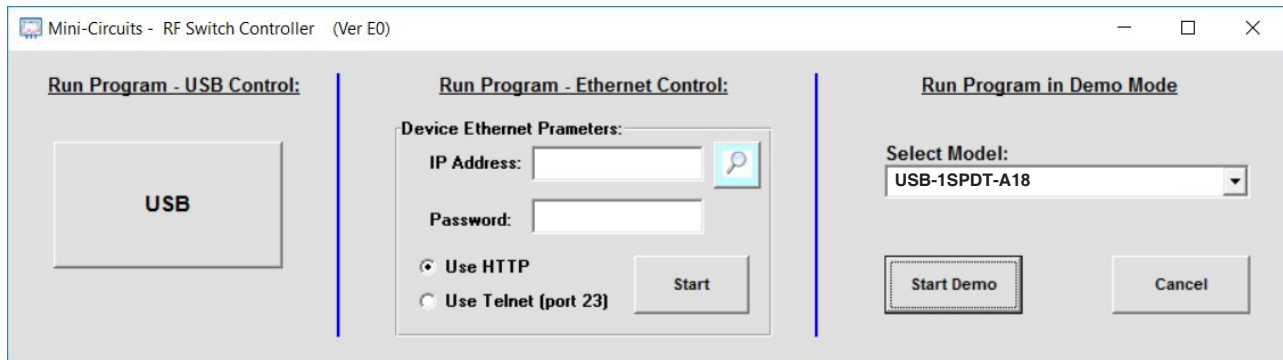 Mini-Circuits - RF Switch Controller (Ver E0)
Run Program - USB Control:
USB
Run Program - Ethernet Control:
Device Ethernet Prameters:
IP Address:
Password:
Use HTTP
Use Telnet (port 23)
Start
Run Program in Demo Mode
Select Model:
USB-1SPDT-A18
Start Demo
Cancel